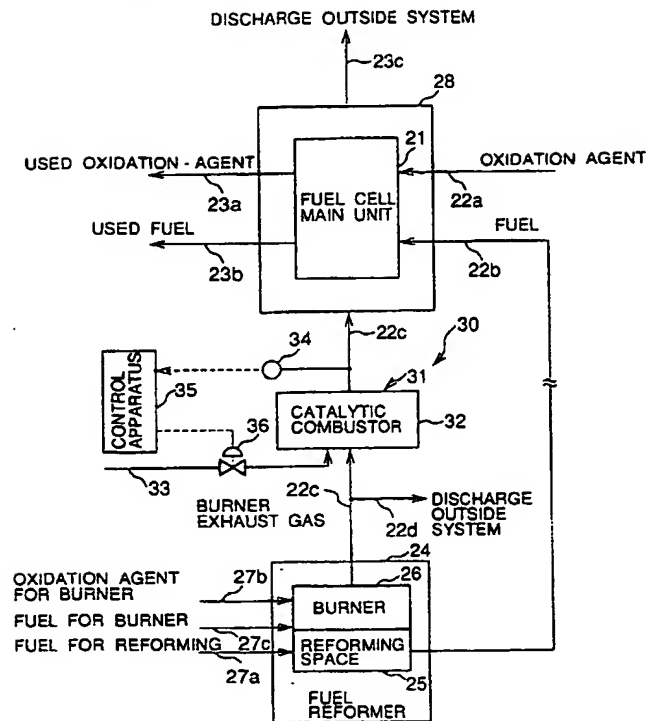 DISCHARGE OUTSIDE SYSTEM
23c
28
21
USED OXIDATION-AGENT
OXIDATION AGENT
23a
22a
FUEL CELL
MAIN UNIT
USED FUEL
FUEL
23b
22b
22c
30
34
31
CONTROL
APPARATUS
35
CATALYTIC
COMBUSTOR
32
36
33
22c
BURNER
EXHAUST GAS
22d
DISCHARGE
OUTSIDE
SYSTEM
24
26
OXIDATION AGENT
FOR BURNER
27b
BURNER
FUEL FOR BURNER
27c
FUEL FOR REFORMING
27a
REFORMING
SPACE
25
FUEL
REFORMER